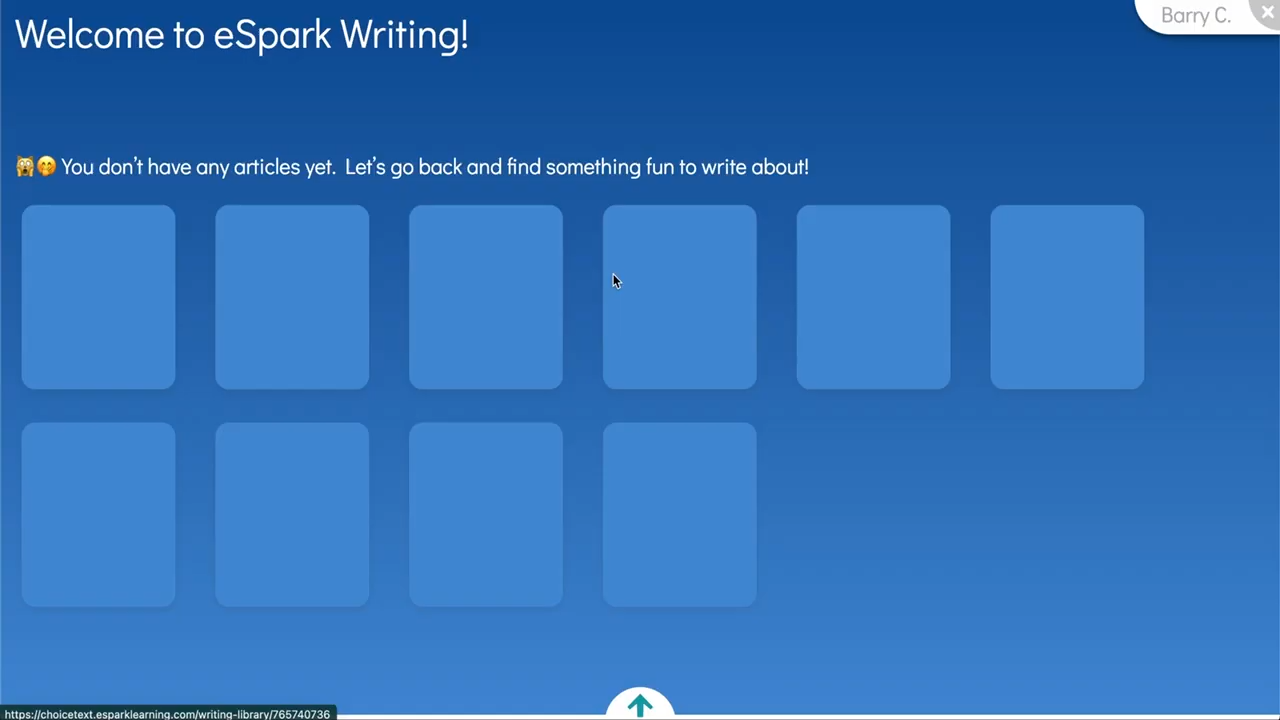 Welcome to eSpark Writing!
Barry C.
🙀🤭 You don't have any articles yet. Let's go back and find something fun to write about!
https://choicetext.esparklearning.com/writing-library/765740736